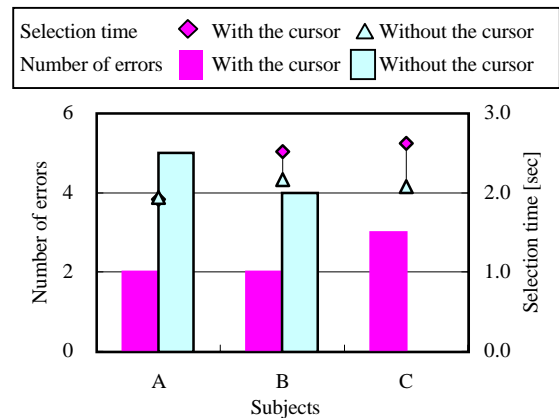 Selection time With the cursor Without the cursor
Number of errors With the cursor Without the cursor
6 3.0
4 2.0
2 1.0
0 0.0
Number of errors
Selection time [sec]
A B C
Subjects